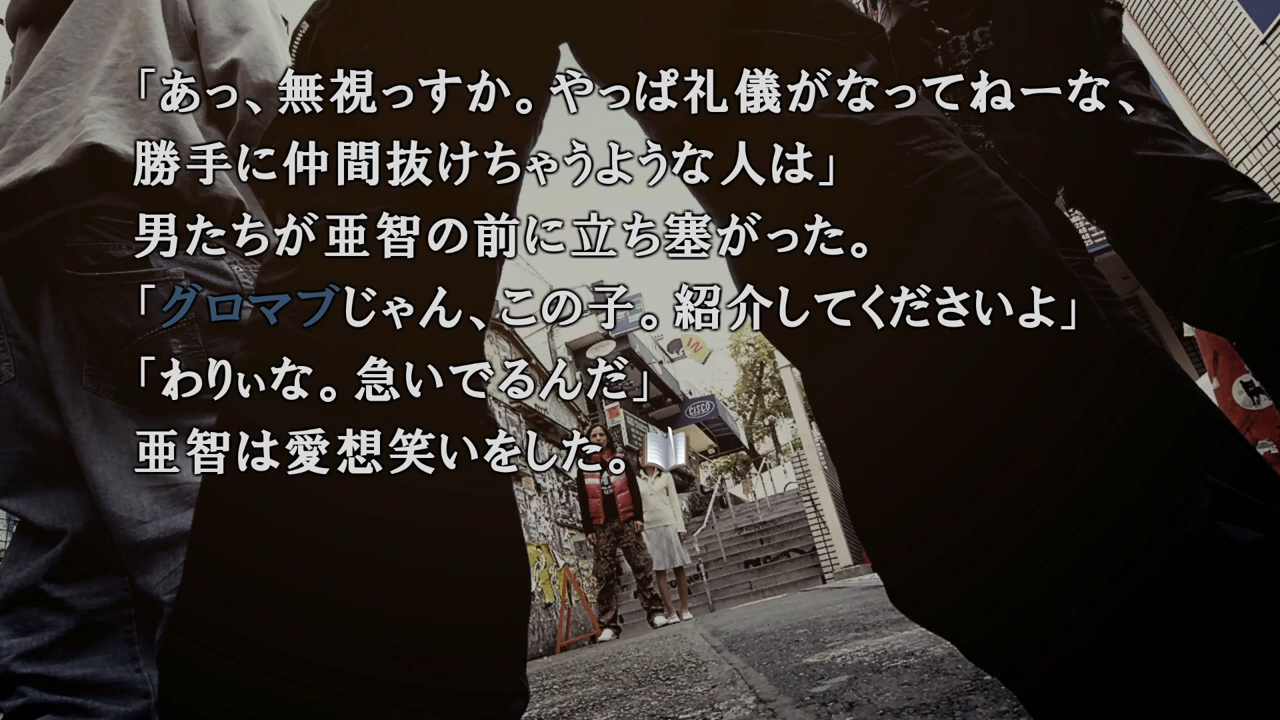 「あっ、無視っすか。やっぱ礼儀がなってねーな、
勝手に仲間抜けちゃうような人は」
男たちが亜智の前に立ち塞がった。
「グロマブじゃん、この子。紹介してくださいよ」
「わりぃな。急いでるんだ」
亜智は愛想笑いをした。
CISCO